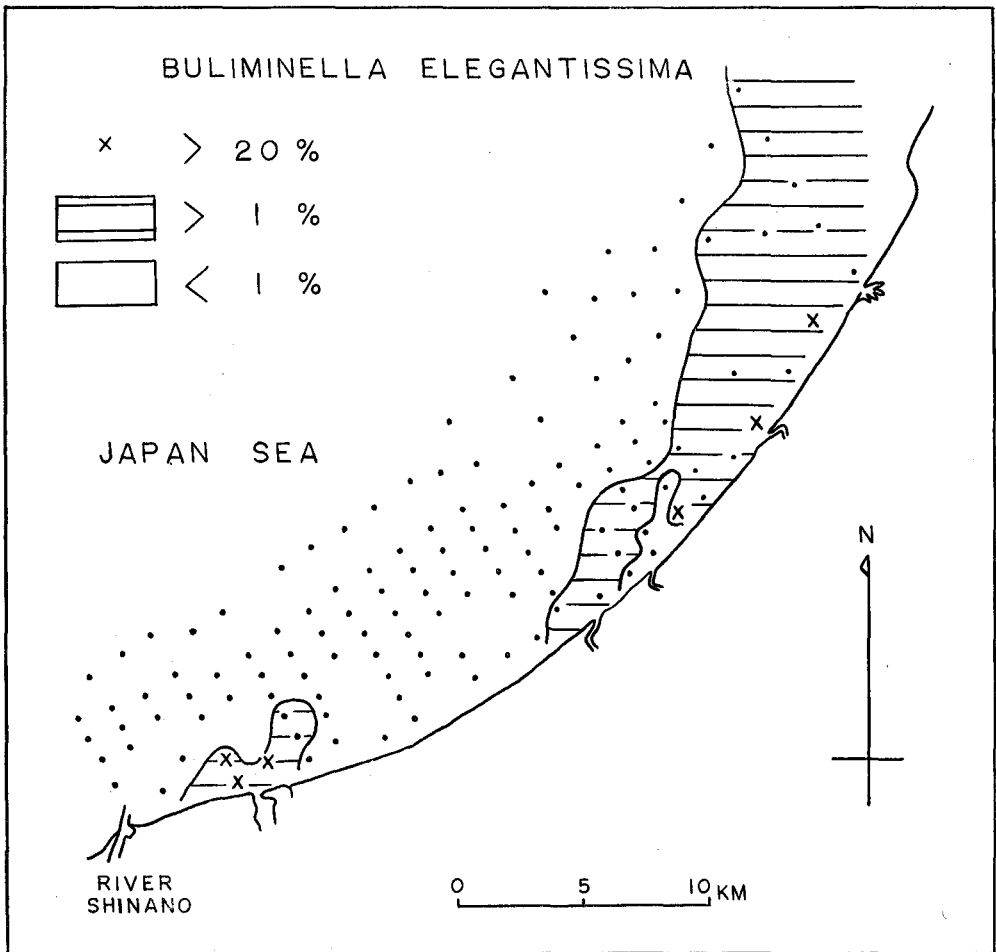 BULIMINELLA ELEGANTISSIMA
x > 20 %
> 1 %
< 1 %
JAPAN SEA
N
RIVER
SHINANO
0 5 10 KM